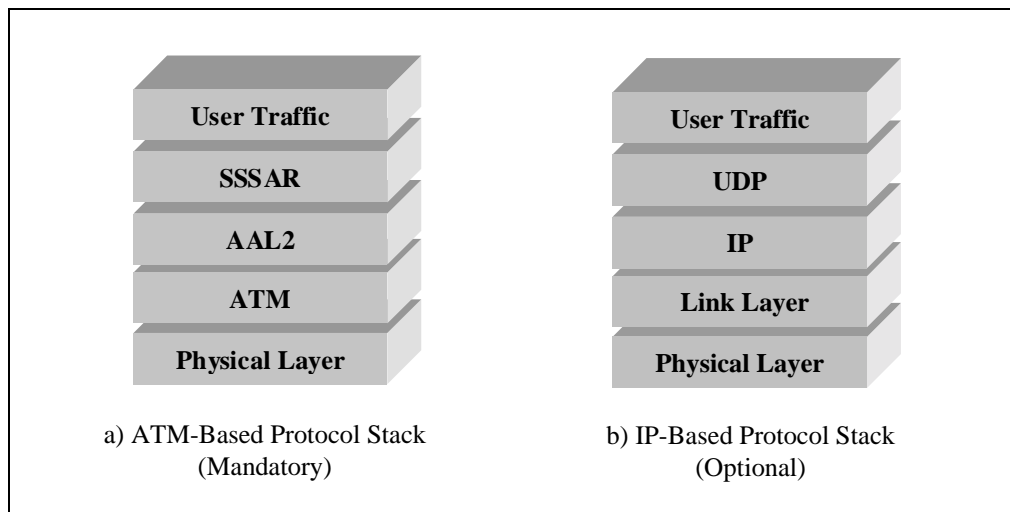 User Traffic
SSSAR
AAL2
ATM
Physical Layer
a) ATM-Based Protocol Stack
(Mandatory)
User Traffic
UDP
IP
Link Layer
Physical Layer
b) IP-Based Protocol Stack
(Optional)